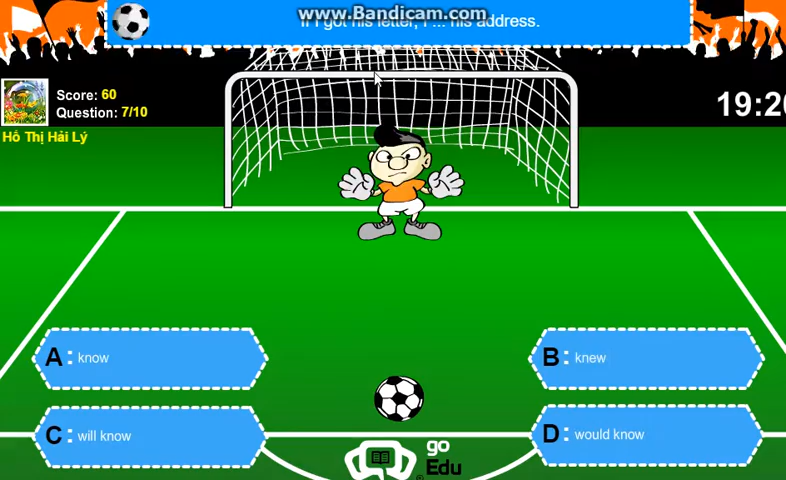 www.Bandicam.com
If I got his letter, I ... his address.
Score: 60
Question: 7/10
19:20
Hồ Thị Hải Lý
A: know
B: knew
C: will know
D: would know
go
Edu